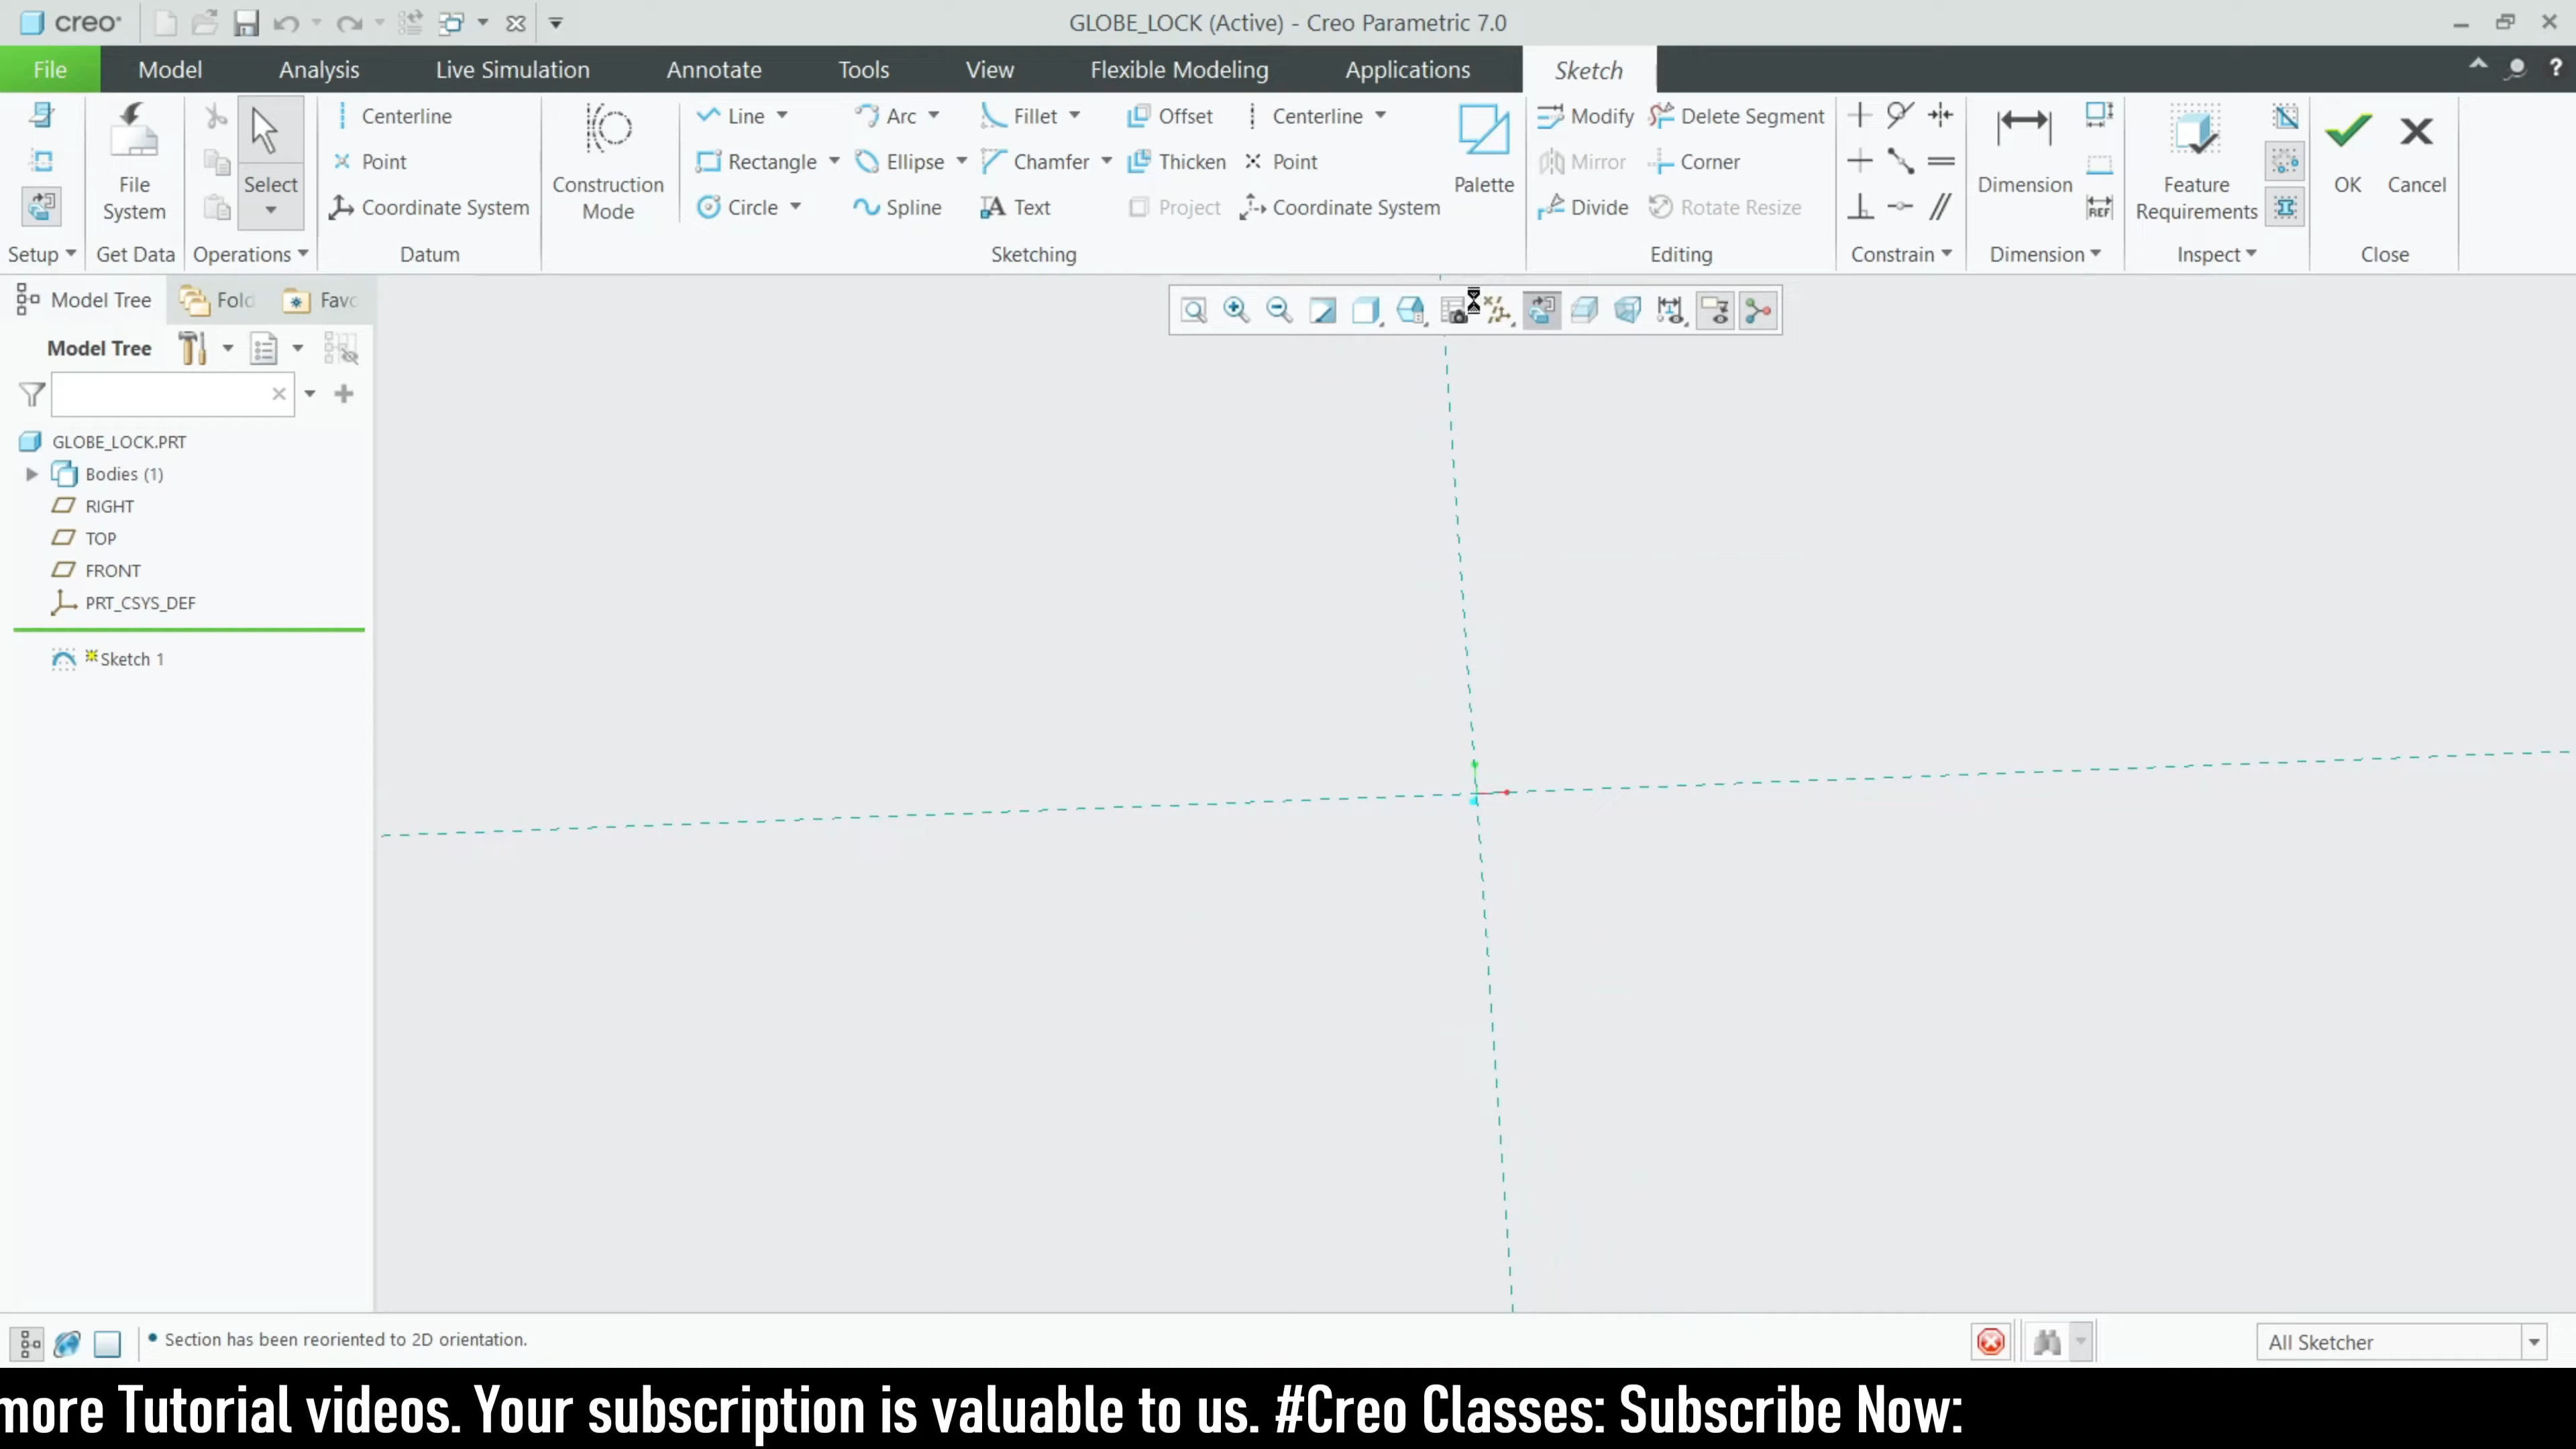 creo
GLOBE_LOCK (Active) - Creo Parametric 7.0
File Model Analysis Live Simulation Annotate Tools View Flexible Modeling Applications Sketch
Centerline Line Arc Fillet Offset Centerline Modify Delete Segment
Point Rectangle Ellipse Chamfer Thicken Point Mirror Corner
File System Select Construction Mode Palette Dimension Feature Requirements OK Cancel
Coordinate System Circle Spline Text Project Coordinate System Divide Rotate Resize REF
Setup Get Data Operations Datum Sketching Editing Constrain Dimension Inspect Close
Model Tree Fold Favo
Model Tree
GLOBE_LOCK.PRT
Bodies (1)
RIGHT
TOP
FRONT
PRT_CSYS_DEF
Sketch 1
Section has been reoriented to 2D orientation.
All Sketcher
more Tutorial videos. Your subscription is valuable to us. #Creo Classes: Subscribe Now: